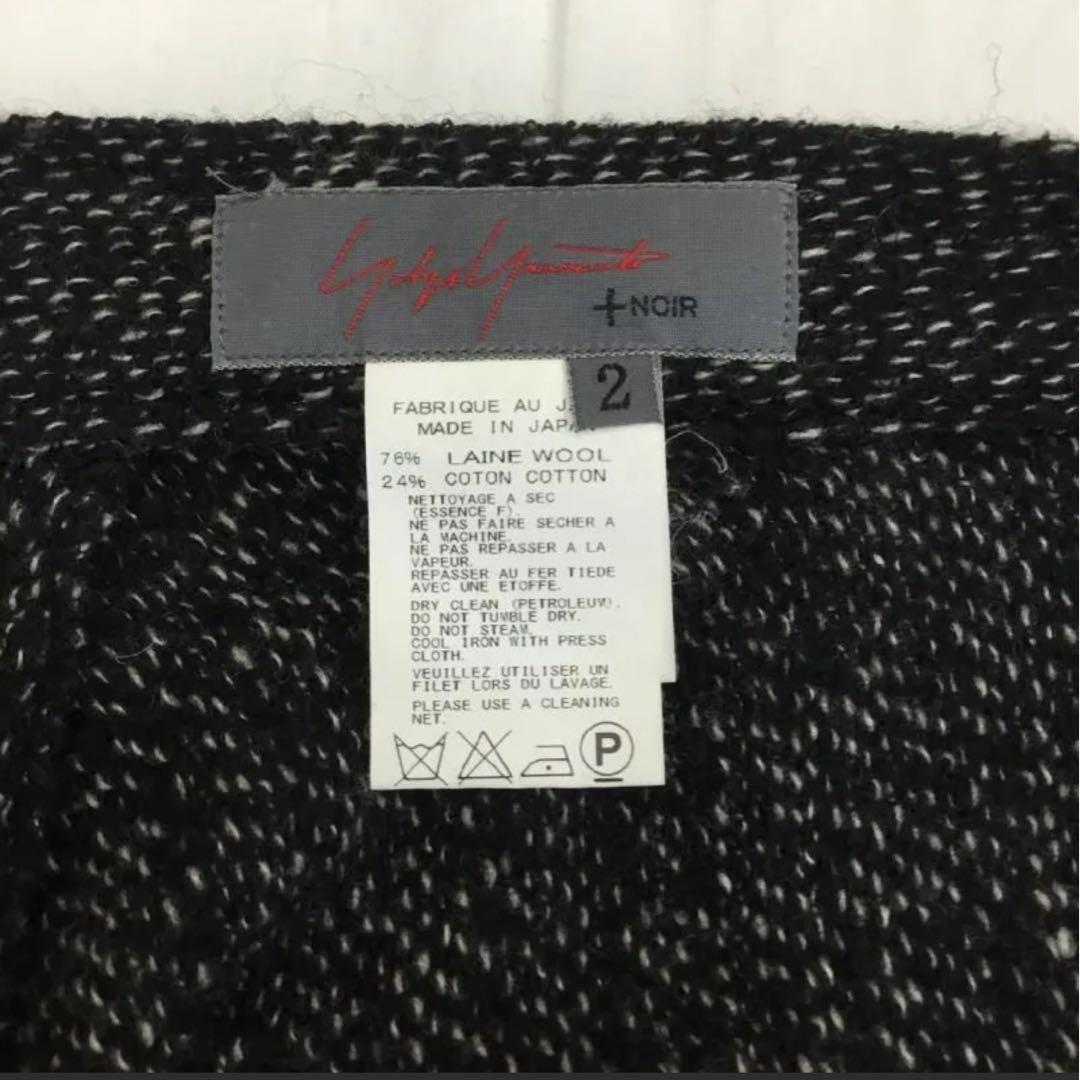 Yohji Yamamoto
+NOIR
2
FABRIQUE AU
MADE IN JAPAN
76% LAINE WOOL
24% COTON COTTON
NETTOYAGE A SEC
(ESSENCE F).
NE PAS FAIRE SECHER A
LA MACHINE.
NE PAS REPASSER A LA
VAPEUR.
REPASSER AU FER TIEDE
AVEC UNE ETOFFE.
DRY CLEAN (PETROLEUM).
DO NOT TUMBLE DRY.
DO NOT STEAM.
COOL IRON WITH PRESS
CLOTH.
VEUILLEZ UTILISER UN
FILET LORS DU LAVAGE.
PLEASE USE A CLEANING
NET.
P